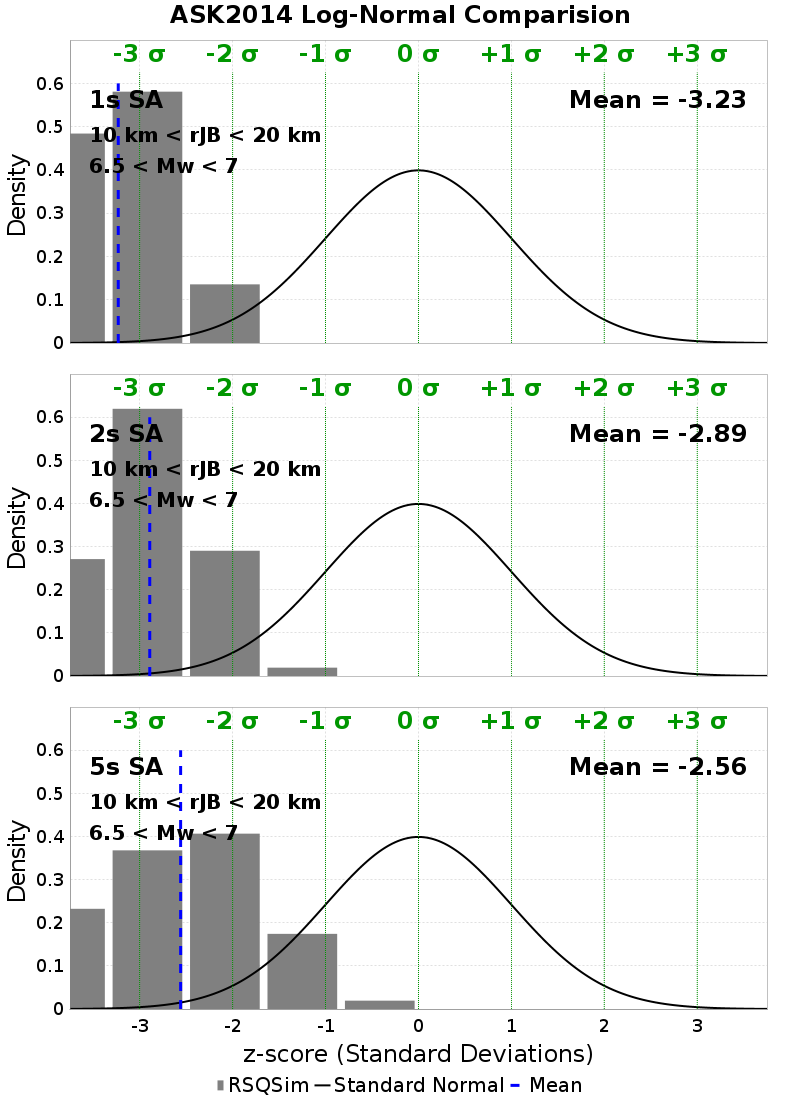 ASK2014 Log-Normal Comparision
-3 σ -2 σ -1 σ 0 σ +1 σ +2 σ +3 σ
1s SA
Mean = -3.23
10 km < rJB < 20 km
6.5 < Mw < 7
0.6
0.5
0.4
0.3
0.2
0.1
0
Density
-3 σ -2 σ -1 σ 0 σ +1 σ +2 σ +3 σ
2s SA
Mean = -2.89
10 km < rJB < 20 km
6.5 < Mw < 7
0.6
0.5
0.4
0.3
0.2
0.1
0
Density
-3 σ -2 σ -1 σ 0 σ +1 σ +2 σ +3 σ
5s SA
Mean = -2.56
10 km < rJB < 20 km
6.5 < Mw < 7
0.6
0.5
0.4
0.3
0.2
0.1
0
Density
-3 -2 -1 0 1 2 3
z-score (Standard Deviations)
RSQSim Standard Normal Mean